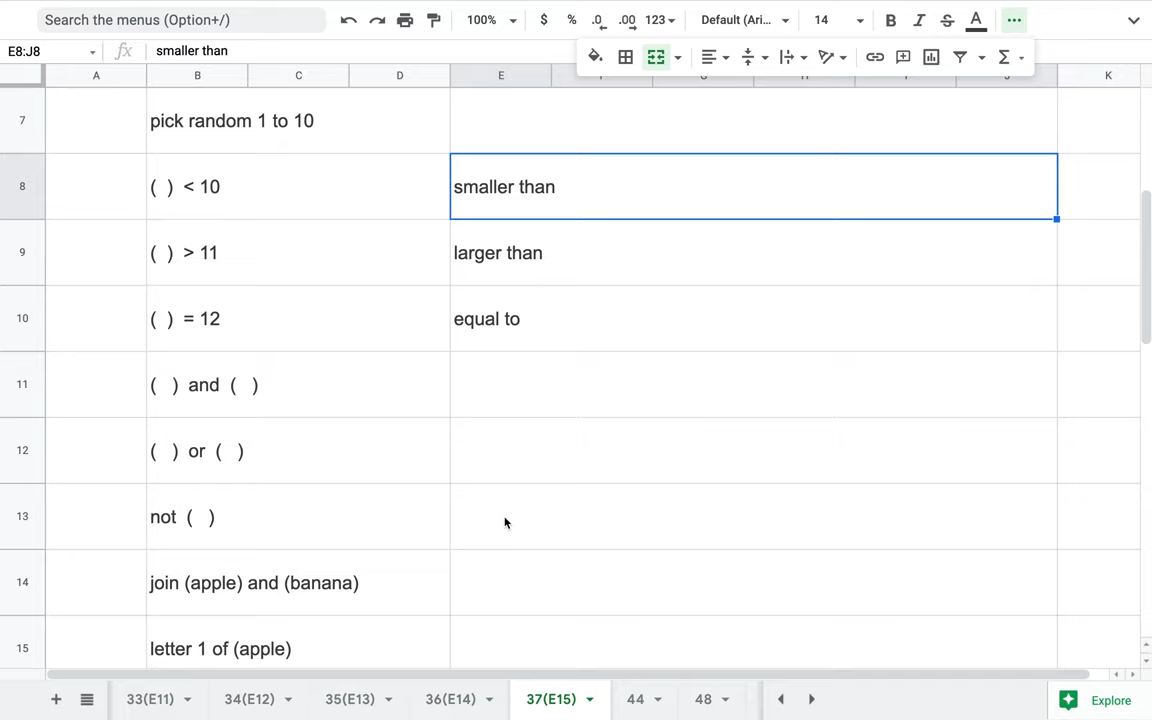 Search the menus (Option+/)
100%
$
%
.0
.00
123
Default (Ari...
14
B
I
S
A
E8:J8
fx
smaller than
A
B
C
D
E
K
7
pick random 1 to 10
8
( ) < 10
smaller than
9
( ) > 11
larger than
10
( ) = 12
equal to
11
( ) and ( )
12
( ) or ( )
13
not ( )
14
join (apple) and (banana)
15
letter 1 of (apple)
33(E11)
34(E12)
35(E13)
36(E14)
37(E15)
44
48
Explore